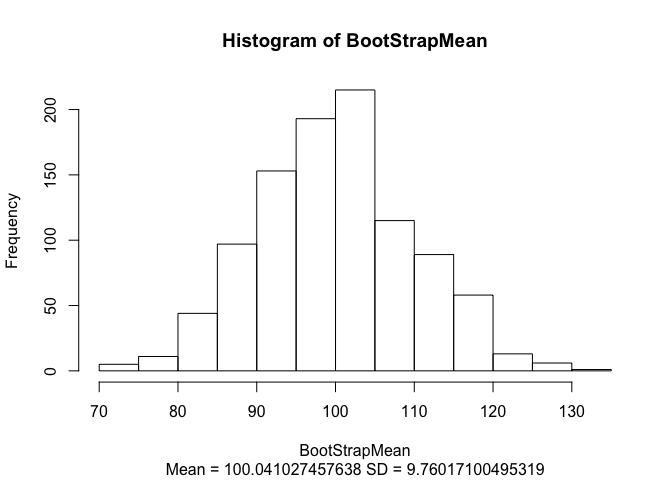 Histogram of BootStrapMean
Frequency
200
150
100
50
0
70 80 90 100 110 120 130
BootStrapMean
Mean = 100.041027457638 SD = 9.76017100495319